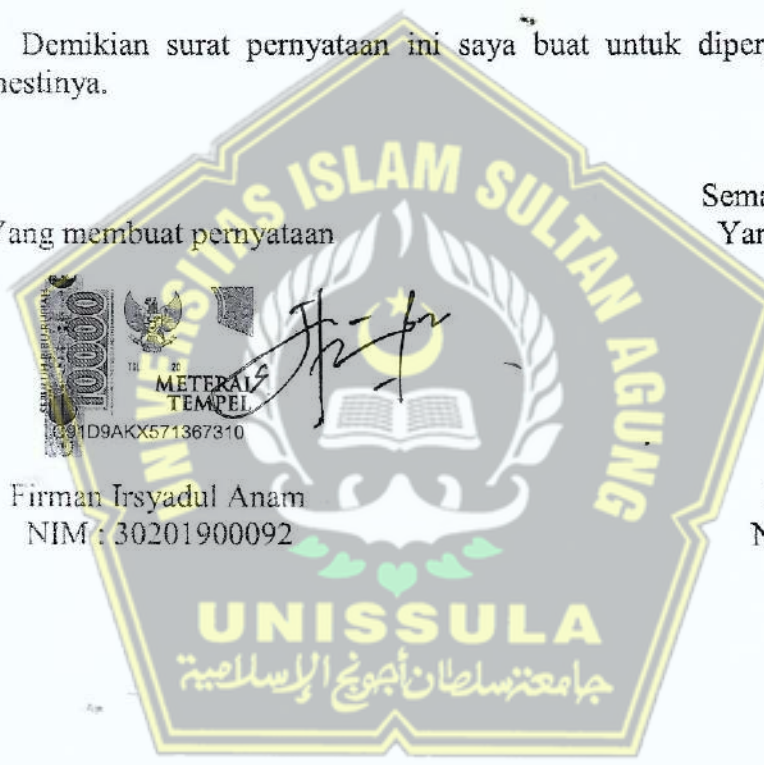 Demikian surat pernyataan ini saya buat untuk diper
nestinya.
Sema
Yang membuat pernyataan
Yan
UNIVERSITAS ISLAM SULTAN AGUNG
10000
METERAI
TEMPEL
91D9AKX571367310
Firman Irsyadul Anam
NIM : 30201900092
N
UNISSULA
جامعة سلطان أجونج الإسلامية